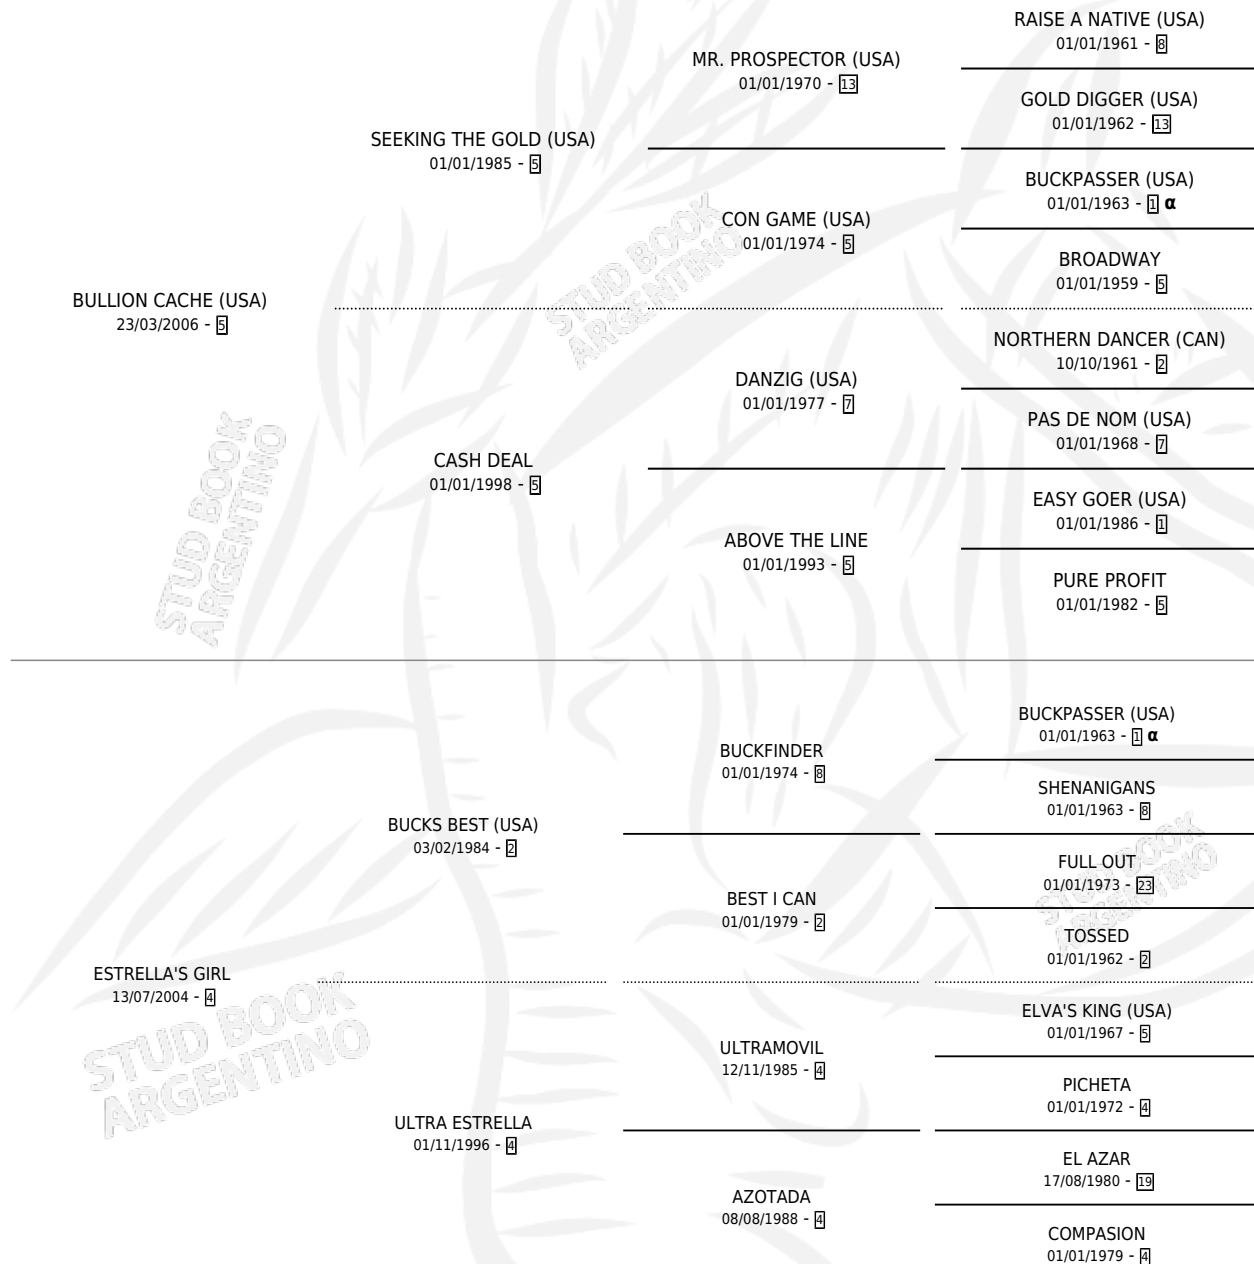 RAISE A NATIVE (USA)
01/01/1961 - 8
MR. PROSPECTOR (USA)
01/01/1970 - 13
GOLD DIGGER (USA)
01/01/1962 - 13
SEEKING THE GOLD (USA)
01/01/1985 - 5
BUCKPASSER (USA)
01/01/1963 - 1 α
CON GAME (USA)
01/01/1974 - 5
BROADWAY
01/01/1959 - 5
BULLION CACHE (USA)
23/03/2006 - 5
NORTHERN DANCER (CAN)
10/10/1961 - 2
DANZIG (USA)
01/01/1977 - 7
PAS DE NOM (USA)
01/01/1968 - 7
CASH DEAL
01/01/1998 - 5
EASY GOER (USA)
01/01/1986 - 1
ABOVE THE LINE
01/01/1993 - 5
PURE PROFIT
01/01/1982 - 5
BUCKPASSER (USA)
01/01/1963 - 1 α
BUCKFINDER
01/01/1974 - 8
SHENANIGANS
01/01/1963 - 8
BUCKS BEST (USA)
03/02/1984 - 2
FULL OUT
01/01/1973 - 23
BEST I CAN
01/01/1979 - 2
TOSSED
01/01/1962 - 2
ESTRELLA'S GIRL
13/07/2004 - 4
ELVA'S KING (USA)
01/01/1967 - 5
ULTRAMOVIL
12/11/1985 - 4
PICHETA
01/01/1972 - 4
ULTRA ESTRELLA
01/11/1996 - 4
EL AZAR
17/08/1980 - 19
AZOTADA
08/08/1988 - 4
COMPASION
01/01/1979 - 4
STUD BOOK
ARGENTINO
STUD BOOK
ARGENTINO
STUD BOOK
ARGENTINO
STUD BOOK
ARGENTINO